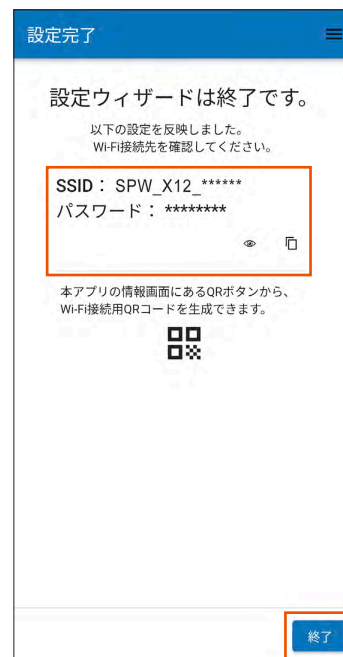 設定完了
設定ウィザードは終了です。
以下の設定を反映しました。
Wi-Fi接続先を確認してください。
SSID： SPW_X12_******
パスワード： ********
本アプリの情報画面にあるQRボタンから、
Wi-Fi接続用QRコードを生成できます。
終了